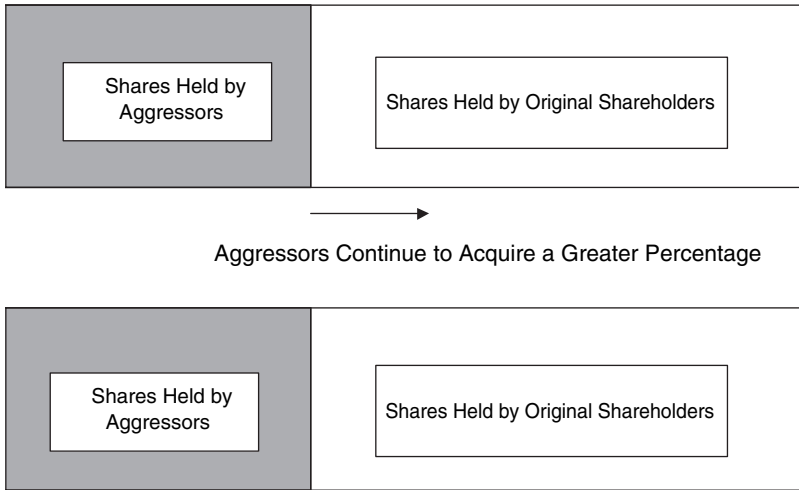 Shares Held by
Aggressors
Shares Held by Original Shareholders
Aggressors Continue to Acquire a Greater Percentage
Shares Held by
Aggressors
Shares Held by Original Shareholders